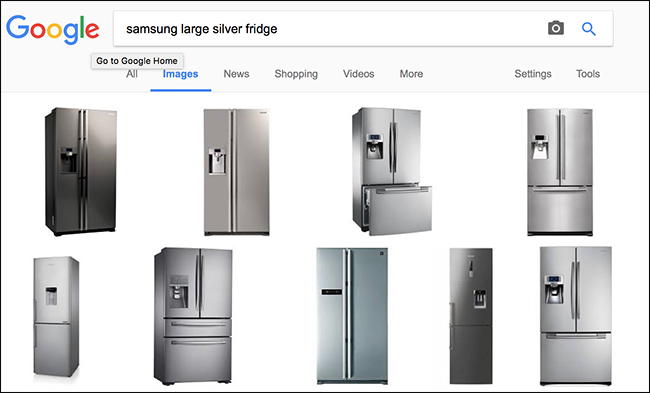 Google
samsung large silver fridge
Go to Google Home
All Images News Shopping Videos More Settings Tools